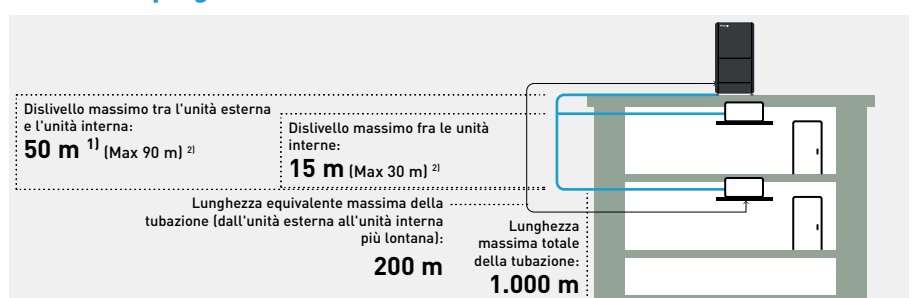 Dislivello massimo tra l'unità esterna
e l'unità interna:
50 m 1) (Max 90 m) 2)
Dislivello massimo fra le unità
interne:
15 m (Max 30 m) 2)
Lunghezza equivalente massima della
tubazione (dall'unità esterna all'unità interna
più lontana):
200 m
Lunghezza
massima totale
della tubazione:
1.000 m